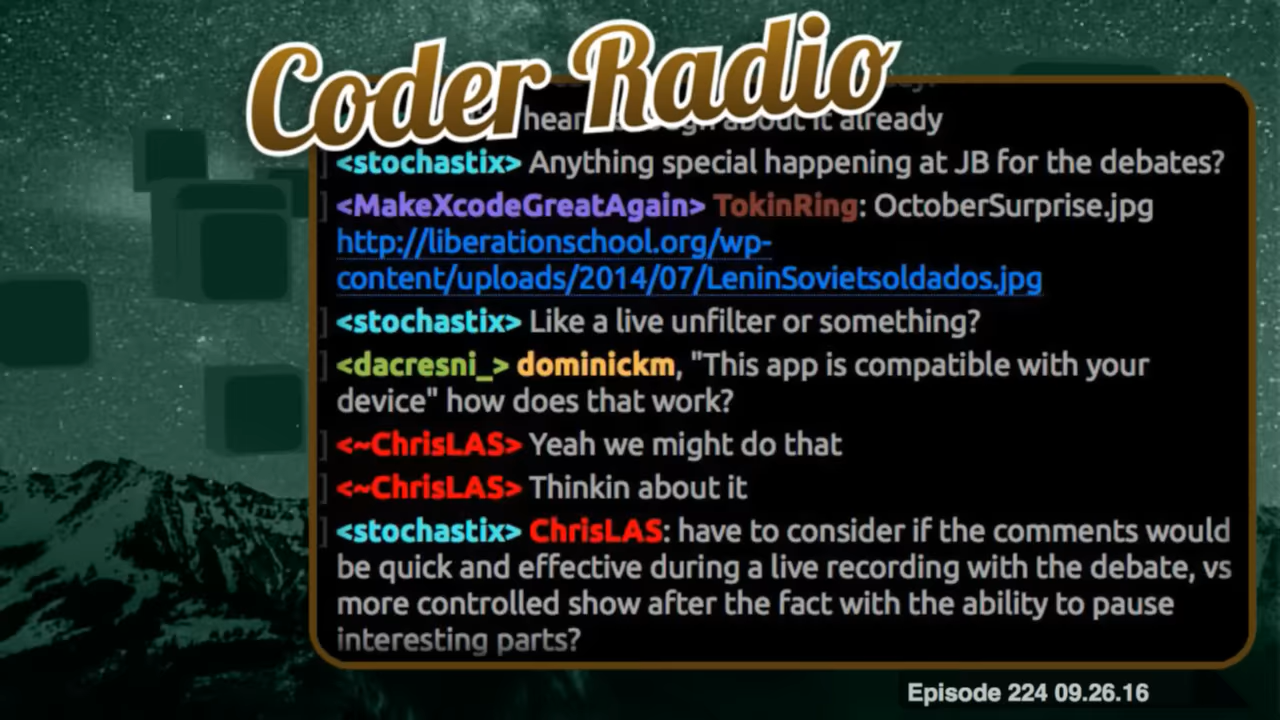 Coder Radio
about it already
<stochastix> Anything special happening at JB for the debates?
<MakeXcodeGreatAgain> TokinRing: OctoberSurprise.jpg
http://liberationschool.org/wp-
content/uploads/2014/07/LeninSovietsoldados.jpg
<stochastix> Like a live unfilter or something?
<dacresni_> dominickm, "This app is compatible with your
device" how does that work?
<~ChrisLAS> Yeah we might do that
<~ChrisLAS> Thinkin about it
<stochastix> ChrisLAS: have to consider if the comments would
be quick and effective during a live recording with the debate, vs
more controlled show after the fact with the ability to pause
interesting parts?
Episode 224 09.26.16